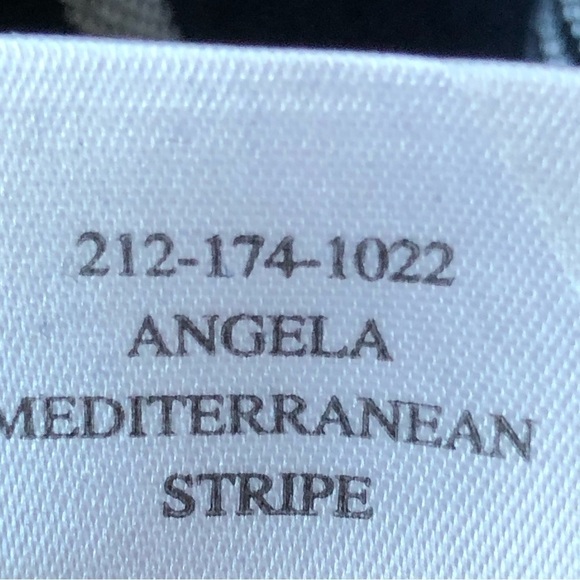 212-174-1022
ANGELA
MEDITERRANEAN
STRIPE